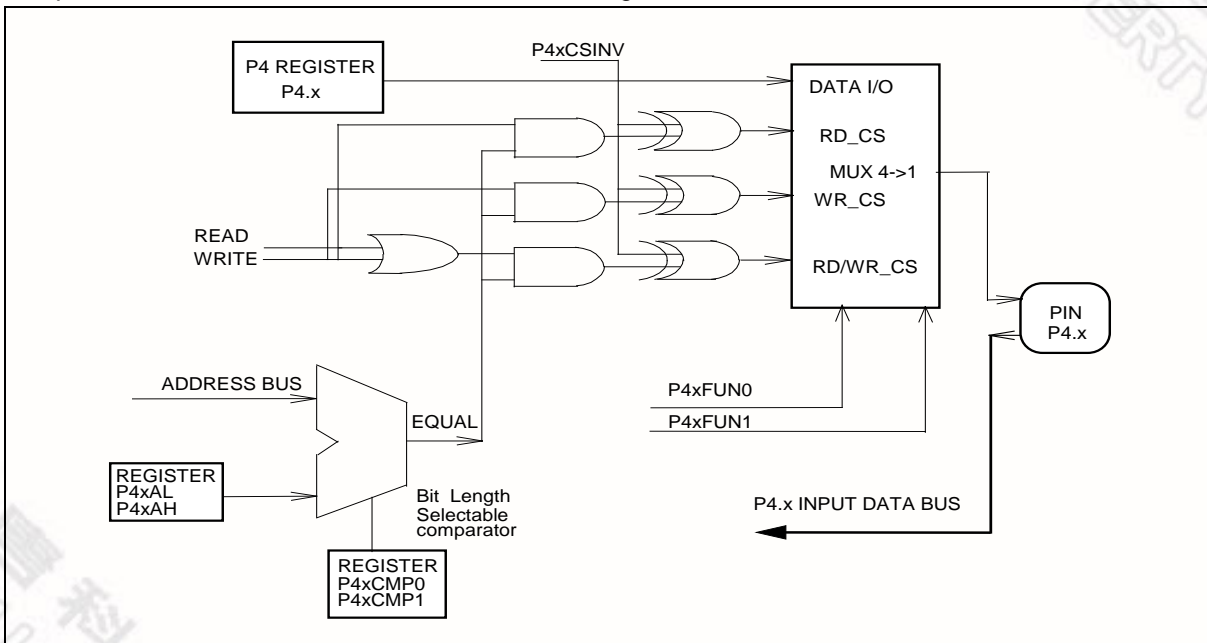 P4 REGISTER
P4.x
P4xCSINV
DATA I/O
RD_CS
MUX 4->1
WR_CS
RD/WR_CS
READ
WRITE
PIN
P4.x
ADDRESS BUS
EQUAL
P4xFUN0
P4xFUN1
REGISTER
P4xAL
P4xAH
Bit Length
Selectable
comparator
P4.x INPUT DATA BUS
REGISTER
P4xCMP0
P4xCMP1